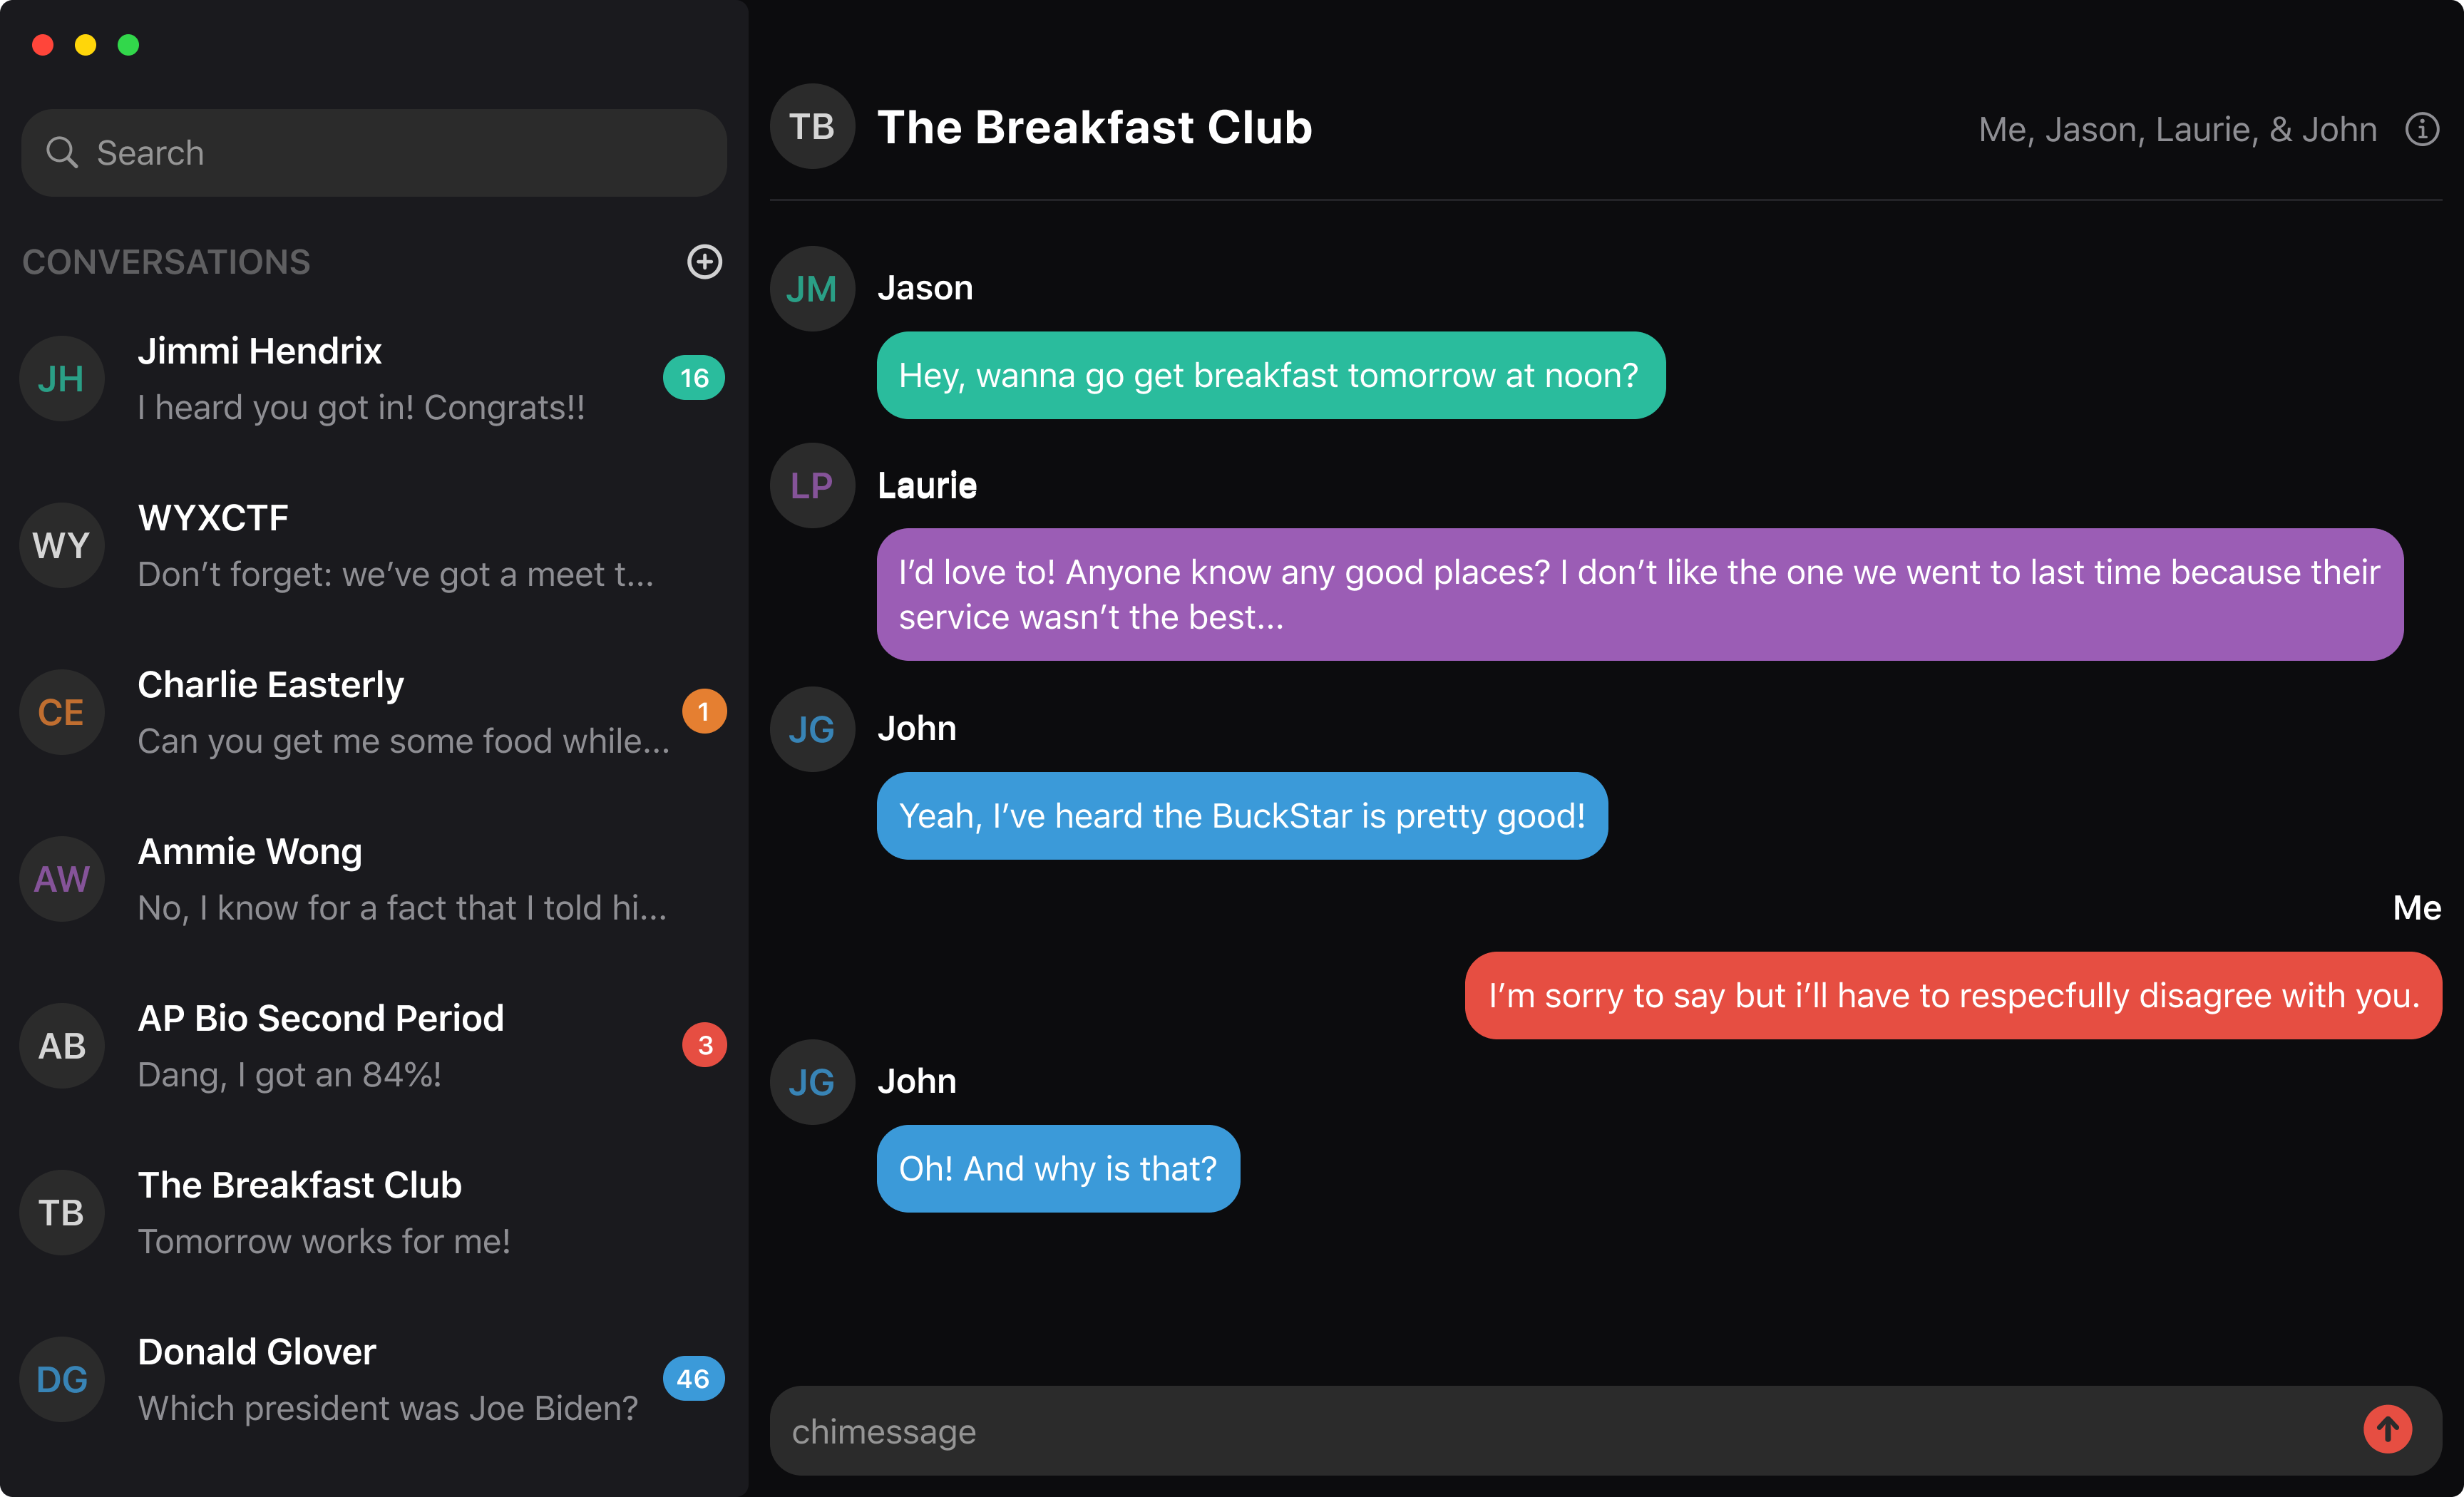 Search
CONVERSATIONS
JH
Jimmi Hendrix
I heard you got in! Congrats!!
16
WY
WYXCTF
Don’t forget: we’ve got a meet t...
CE
Charlie Easterly
Can you get me some food while...
1
AW
Ammie Wong
No, I know for a fact that I told hi...
AB
AP Bio Second Period
Dang, I got an 84%!
3
TB
The Breakfast Club
Tomorrow works for me!
DG
Donald Glover
Which president was Joe Biden?
46
TB
The Breakfast Club
Me, Jason, Laurie, & John
JM
Jason
Hey, wanna go get breakfast tomorrow at noon?
LP
Laurie
I’d love to! Anyone know any good places? I don’t like the one we went to last time because their
service wasn’t the best...
JG
John
Yeah, I’ve heard the BuckStar is pretty good!
Me
I’m sorry to say but i’ll have to respecfully disagree with you.
JG
John
Oh! And why is that?
chimessage